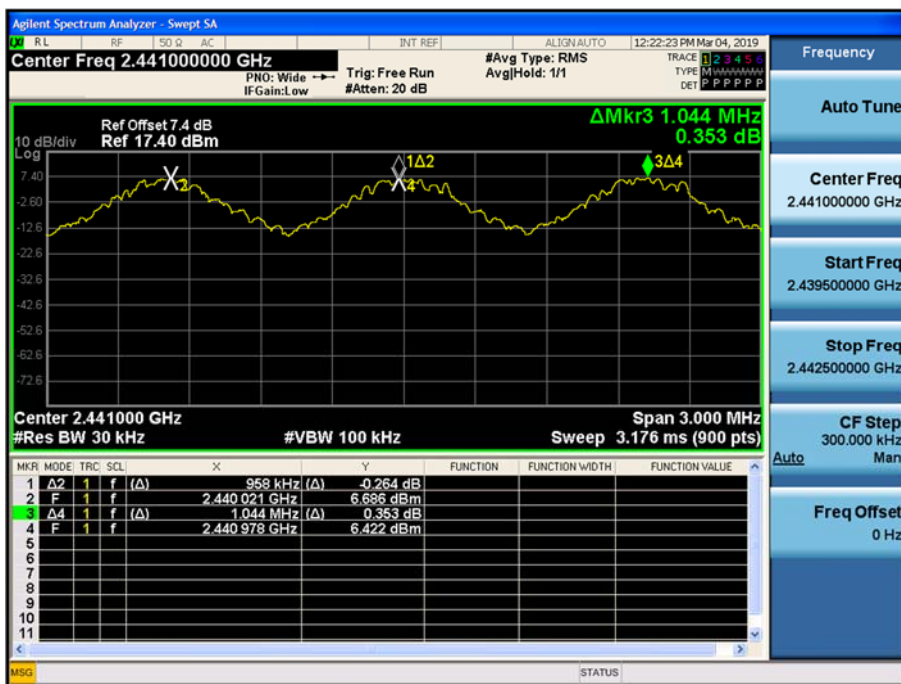 Agilent Spectrum Analyzer - Swept SA
LXI RL RF 50 Ω AC INT REF ALIGNAUTO 12:22:23 PM Mar 04, 2019
Center Freq 2.441000000 GHz
PNO: Wide
IFGain:Low
Trig: Free Run
#Atten: 20 dB
#Avg Type: RMS
Avg|Hold: 1/1
TRACE 1 2 3 4 5 6
TYPE M
DET P P P P P P
ΔMkr3 1.044 MHz
0.353 dB
Ref Offset 7.4 dB
10 dB/div Ref 17.40 dBm
Log
1Δ2
3Δ4
2
4
7.40
-2.60
-12.6
-22.6
-32.6
-42.6
-52.6
-62.6
-72.6
Center 2.441000 GHz Span 3.000 MHz
#Res BW 30 kHz #VBW 100 kHz Sweep 3.176 ms (900 pts)
MKR MODE TRC SCL X Y FUNCTION FUNCTION WIDTH FUNCTION VALUE
1 Δ2 1 f (Δ) 958 kHz (Δ) -0.264 dB
2 F 1 f 2.440 021 GHz 6.686 dBm
3 Δ4 1 f (Δ) 1.044 MHz (Δ) 0.353 dB
4 F 1 f 2.440 978 GHz 6.422 dBm
5
6
7
8
9
10
11
MSG STATUS
Frequency
Auto Tune
Center Freq
2.441000000 GHz
Start Freq
2.439500000 GHz
Stop Freq
2.442500000 GHz
CF Step
300.000 kHz
Auto Man
Freq Offset
0 Hz